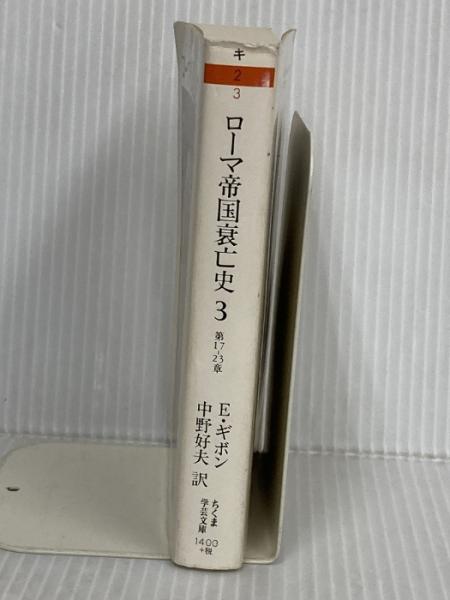 キ
2
3
ローマ帝国衰亡史 3
第17-23章
E・ギボン
中野好夫 訳
ちくま
学芸文庫
1400
+税